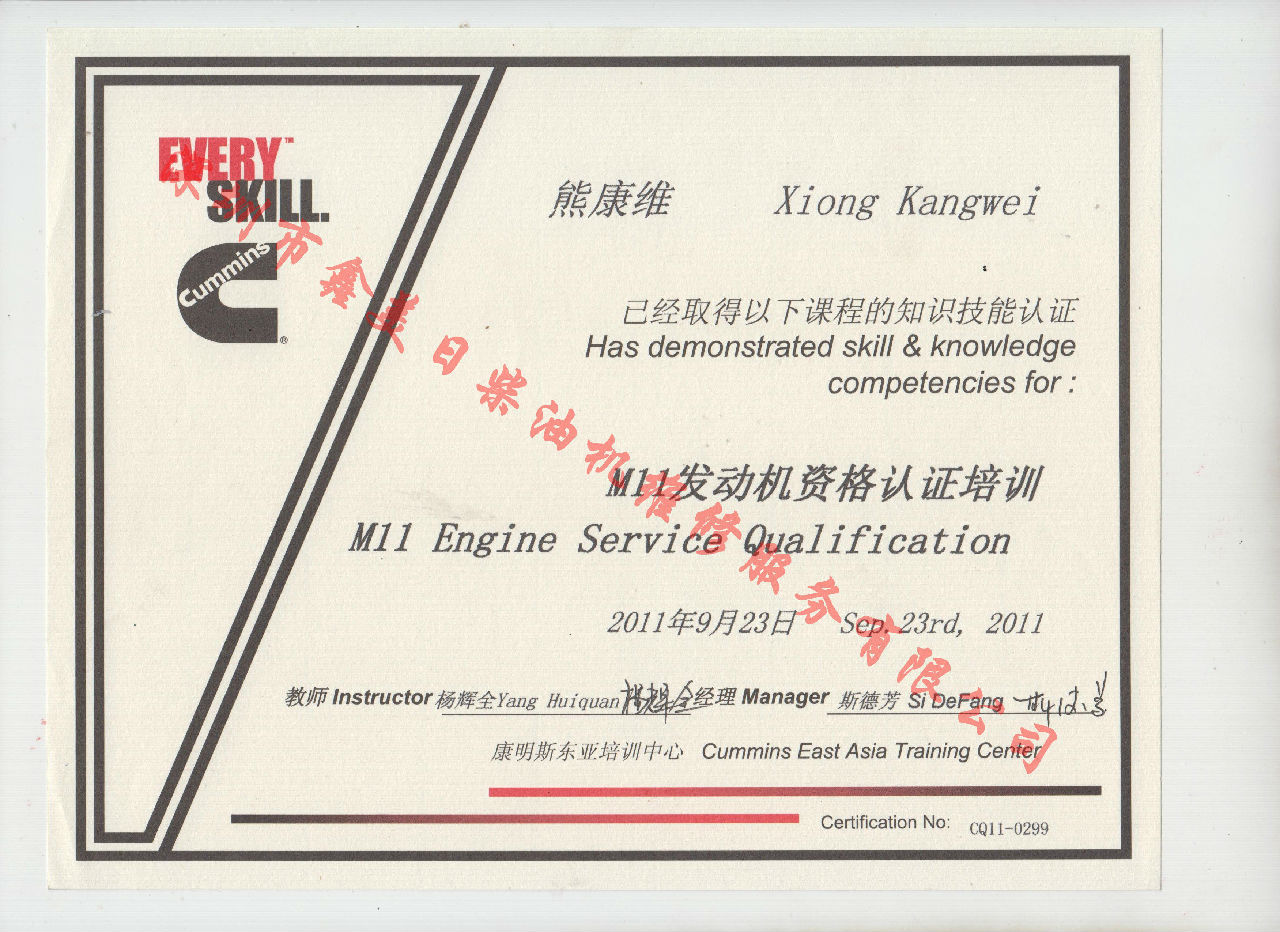 EVERY™
SKILL.
Cummins®
熊康维 Xiong Kangwei
已经取得以下课程的知识技能认证
Has demonstrated skill & knowledge
competencies for :
M11发动机资格认证培训
M11 Engine Service Qualification
2011年9月23日 Sep. 23rd, 2011
教师 Instructor 杨辉全Yang Huiquan 杨辉全 经理 Manager 斯德芳 Si DeFang
康明斯东亚培训中心 Cummins East Asia Training Center
Certification No: CQ11-0299
市鑫美日柴油机维修服务有限公司